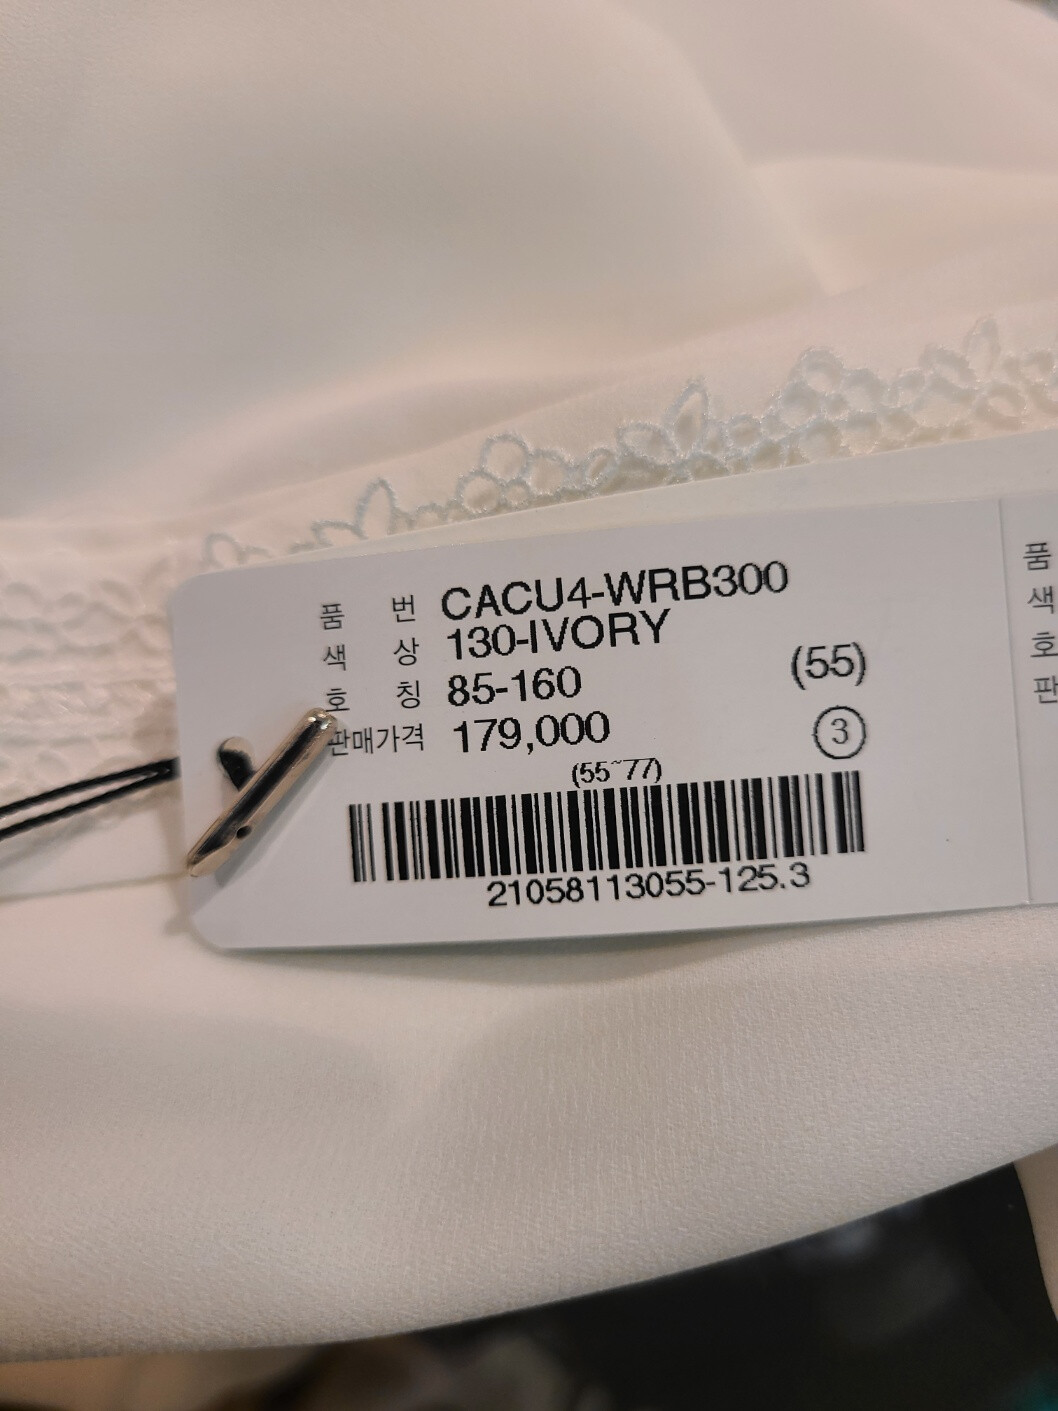 품 번 CACU4-WRB300
색 상 130-IVORY
호 칭 85-160 (55)
판매가격 179,000 ③
(55~77)
21058113055-125.3
품
색
호
판